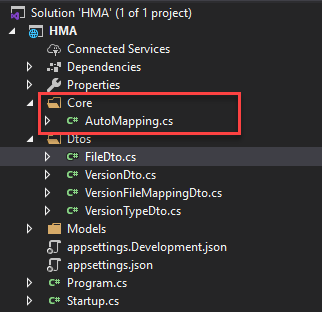 Solution 'HMA' (1 of 1 project)
HMA
Connected Services
Dependencies
Properties
Core
C# AutoMapping.cs
Dtos
C# FileDto.cs
C# VersionDto.cs
C# VersionFileMappingDto.cs
C# VersionTypeDto.cs
Models
appsettings.Development.json
appsettings.json
C# Program.cs
C# Startup.cs